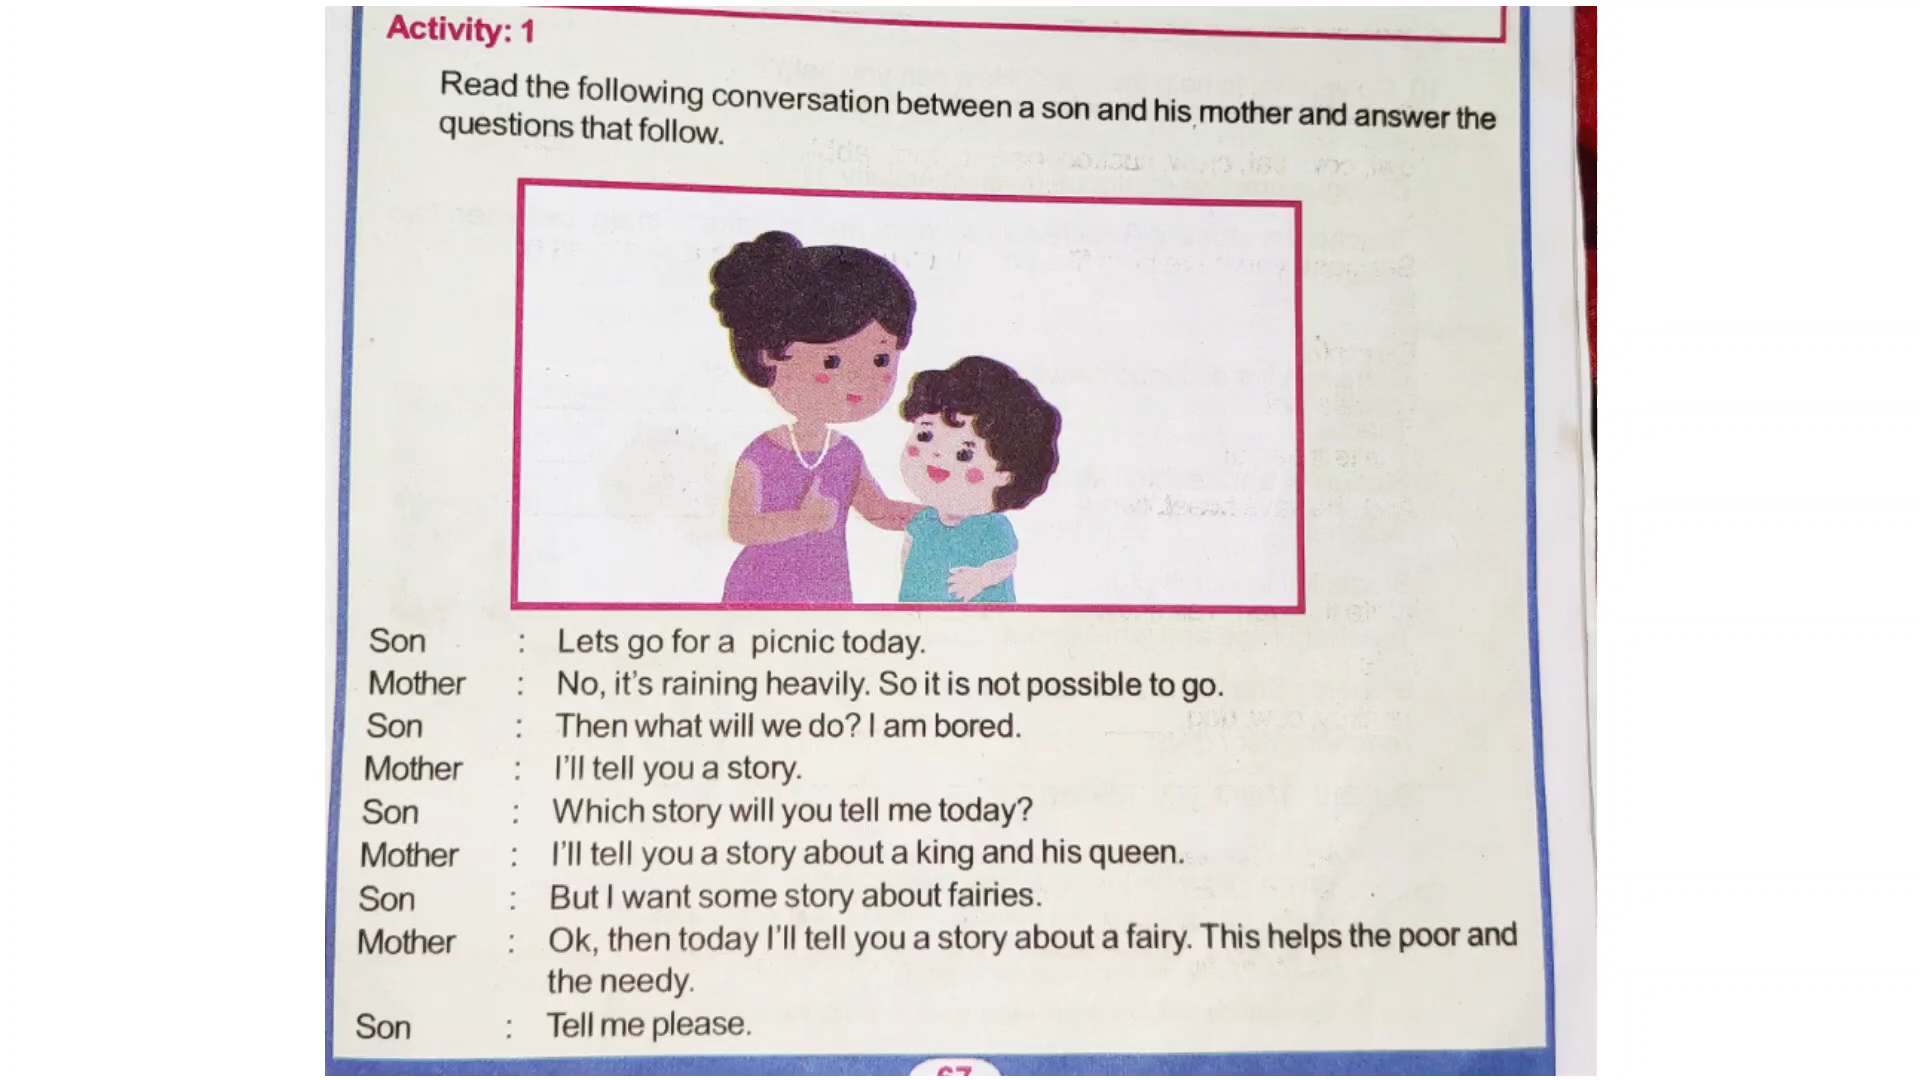 Activity: 1
Read the following conversation between a son and his mother and answer the
questions that follow.
Son : Lets go for a picnic today.
Mother : No, it's raining heavily. So it is not possible to go.
Son : Then what will we do? I am bored.
Mother : I'll tell you a story.
Son : Which story will you tell me today?
Mother : I'll tell you a story about a king and his queen.
Son : But I want some story about fairies.
Mother : Ok, then today I'll tell you a story about a fairy. This helps the poor and
the needy.
Son : Tell me please.
67